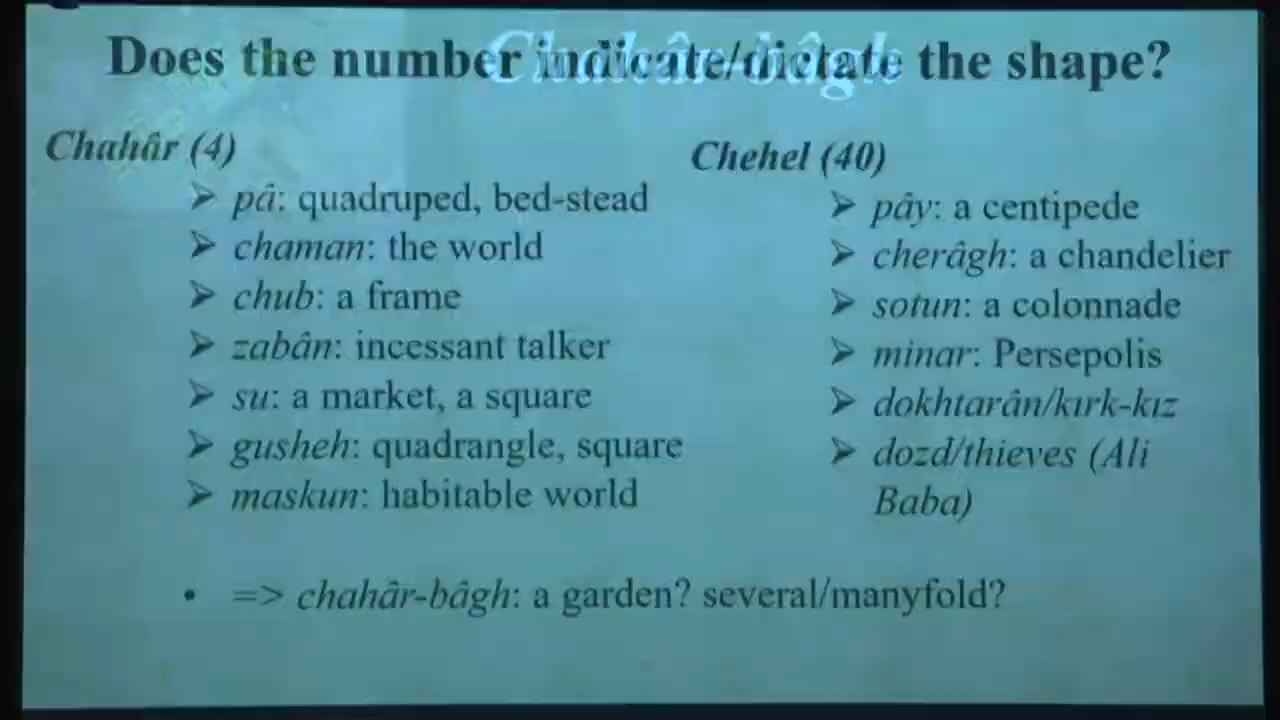 Does the number indicate/dictate the shape?
Chahâr-bâgh
Chahâr (4)
➢ pâ: quadruped, bed-stead
➢ chaman: the world
➢ chub: a frame
➢ zabân: incessant talker
➢ su: a market, a square
➢ gusheh: quadrangle, square
➢ maskun: habitable world
Chehel (40)
➢ pây: a centipede
➢ cherâgh: a chandelier
➢ sotun: a colonnade
➢ minar: Persepolis
➢ dokhtarân/kırk-kız
➢ dozd/thieves (Ali
Baba)
• => chahâr-bâgh: a garden? several/manyfold?